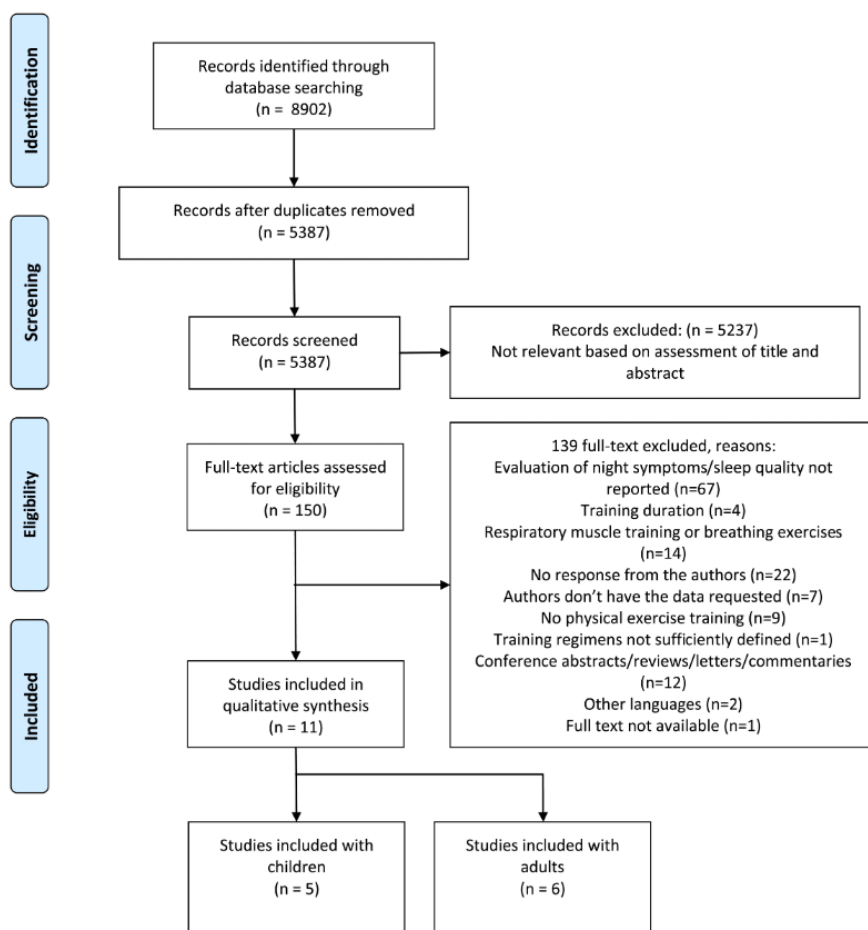 Identification
Records identified through
database searching
(n = 8902)
Records after duplicates removed
(n = 5387)
Screening
Records screened
(n = 5387)
Records excluded: (n = 5237)
Not relevant based on assessment of title and
abstract
Eligibility
Full-text articles assessed
for eligibility
(n = 150)
139 full-text excluded, reasons:
Evaluation of night symptoms/sleep quality not
reported (n=67)
Training duration (n=4)
Respiratory muscle training or breathing exercises
(n=14)
No response from the authors (n=22)
Authors don't have the data requested (n=7)
No physical exercise training (n=9)
Training regimens not sufficiently defined (n=1)
Conference abstracts/reviews/letters/commentaries
(n=12)
Other languages (n=2)
Full text not available (n=1)
Included
Studies included in
qualitative synthesis
(n = 11)
Studies included with
children
(n = 5)
Studies included with
adults
(n = 6)